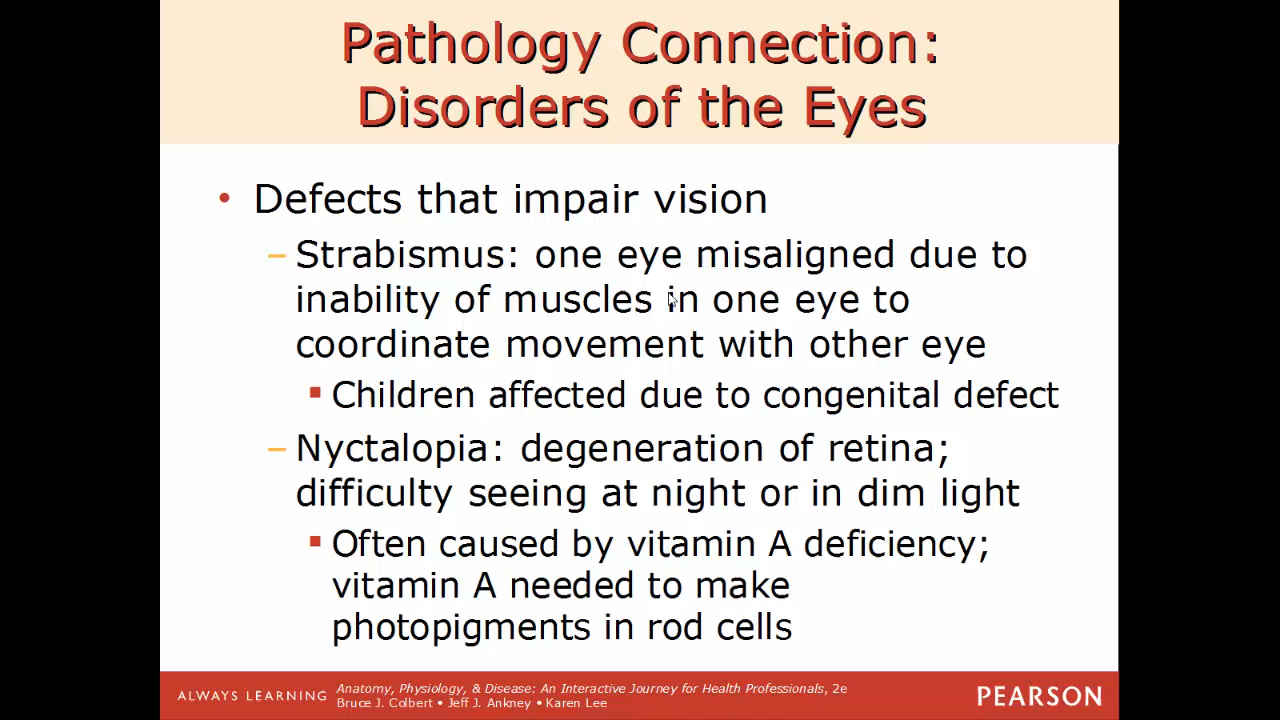 Pathology Connection:
Disorders of the Eyes
• Defects that impair vision
– Strabismus: one eye misaligned due to
inability of muscles in one eye to
coordinate movement with other eye
▪ Children affected due to congenital defect
– Nyctalopia: degeneration of retina;
difficulty seeing at night or in dim light
▪ Often caused by vitamin A deficiency;
vitamin A needed to make
photopigments in rod cells
ALWAYS LEARNING
Anatomy, Physiology, & Disease: An Interactive Journey for Health Professionals, 2e
Bruce J. Colbert • Jeff J. Ankney • Karen Lee
PEARSON